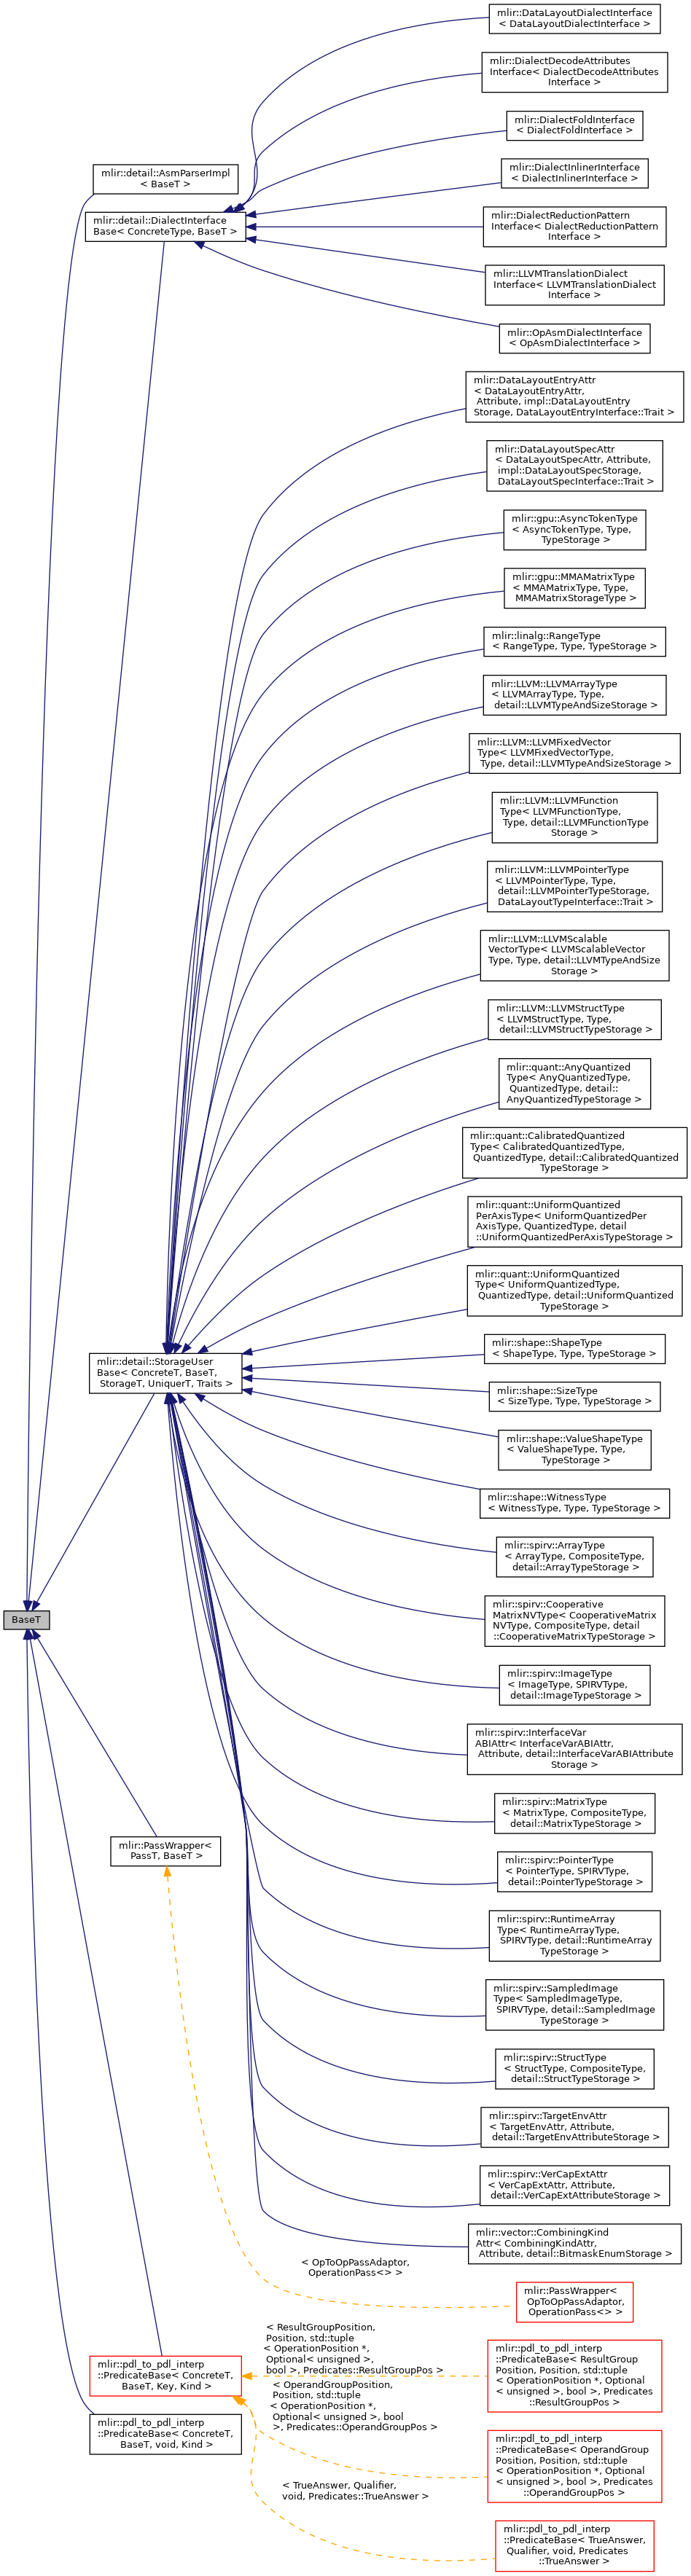 mlir::DataLayoutDialectInterface
< DataLayoutDialectInterface >
mlir::DialectDecodeAttributes
Interface< DialectDecodeAttributes
Interface >
mlir::DialectFoldInterface
< DialectFoldInterface >
mlir::detail::AsmParserImpl
< BaseT >
mlir::DialectInlinerInterface
< DialectInlinerInterface >
mlir::detail::DialectInterface
Base< ConcreteType, BaseT >
mlir::DialectReductionPattern
Interface< DialectReductionPattern
Interface >
mlir::LLVMTranslationDialect
Interface< LLVMTranslationDialect
Interface >
mlir::OpAsmDialectInterface
< OpAsmDialectInterface >
mlir::DataLayoutEntryAttr
< DataLayoutEntryAttr,
Attribute, impl::DataLayoutEntry
Storage, DataLayoutEntryInterface::Trait >
mlir::DataLayoutSpecAttr
< DataLayoutSpecAttr, Attribute,
impl::DataLayoutSpecStorage,
DataLayoutSpecInterface::Trait >
mlir::gpu::AsyncTokenType
< AsyncTokenType, Type,
TypeStorage >
mlir::gpu::MMAMatrixType
< MMAMatrixType, Type,
MMAMatrixStorageType >
mlir::linalg::RangeType
< RangeType, Type, TypeStorage >
mlir::LLVM::LLVMArrayType
< LLVMArrayType, Type,
detail::LLVMTypeAndSizeStorage >
mlir::LLVM::LLVMFixedVector
Type< LLVMFixedVectorType,
Type, detail::LLVMTypeAndSizeStorage >
mlir::LLVM::LLVMFunction
Type< LLVMFunctionType,
Type, detail::LLVMFunctionType
Storage >
mlir::LLVM::LLVMPointerType
< LLVMPointerType, Type,
detail::LLVMPointerTypeStorage,
DataLayoutTypeInterface::Trait >
mlir::LLVM::LLVMScalable
VectorType< LLVMScalableVector
Type, Type, detail::LLVMTypeAndSize
Storage >
mlir::LLVM::LLVMStructType
< LLVMStructType, Type,
detail::LLVMStructTypeStorage >
mlir::quant::AnyQuantized
Type< AnyQuantizedType,
QuantizedType, detail::
AnyQuantizedTypeStorage >
mlir::quant::CalibratedQuantized
Type< CalibratedQuantizedType,
QuantizedType, detail::CalibratedQuantized
TypeStorage >
mlir::quant::UniformQuantized
PerAxisType< UniformQuantizedPer
AxisType, QuantizedType, detail
::UniformQuantizedPerAxisTypeStorage >
mlir::quant::UniformQuantized
Type< UniformQuantizedType,
QuantizedType, detail::UniformQuantized
TypeStorage >
mlir::shape::ShapeType
< ShapeType, Type, TypeStorage >
mlir::detail::StorageUser
Base< ConcreteT, BaseT,
StorageT, UniquerT, Traits >
mlir::shape::SizeType
< SizeType, Type, TypeStorage >
mlir::shape::ValueShapeType
< ValueShapeType, Type,
TypeStorage >
mlir::shape::WitnessType
< WitnessType, Type, TypeStorage >
mlir::spirv::ArrayType
< ArrayType, CompositeType,
detail::ArrayTypeStorage >
mlir::spirv::Cooperative
MatrixNVType< CooperativeMatrix
NVType, CompositeType, detail
::CooperativeMatrixTypeStorage >
BaseT
mlir::spirv::ImageType
< ImageType, SPIRVType,
detail::ImageTypeStorage >
mlir::spirv::InterfaceVar
ABIAttr< InterfaceVarABIAttr,
Attribute, detail::InterfaceVarABIAttribute
Storage >
mlir::spirv::MatrixType
< MatrixType, CompositeType,
detail::MatrixTypeStorage >
mlir::PassWrapper<
PassT, BaseT >
mlir::spirv::PointerType
< PointerType, SPIRVType,
detail::PointerTypeStorage >
mlir::spirv::RuntimeArray
Type< RuntimeArrayType,
SPIRVType, detail::RuntimeArray
TypeStorage >
mlir::spirv::SampledImage
Type< SampledImageType,
SPIRVType, detail::SampledImage
TypeStorage >
mlir::spirv::StructType
< StructType, CompositeType,
detail::StructTypeStorage >
mlir::spirv::TargetEnvAttr
< TargetEnvAttr, Attribute,
detail::TargetEnvAttributeStorage >
mlir::spirv::VerCapExtAttr
< VerCapExtAttr, Attribute,
detail::VerCapExtAttributeStorage >
mlir::vector::CombiningKind
Attr< CombiningKindAttr,
Attribute, detail::BitmaskEnumStorage >
< OpToOpPassAdaptor,
OperationPass<> >
mlir::PassWrapper<
OpToOpPassAdaptor,
OperationPass<> >
< ResultGroupPosition,
Position, std::tuple
< OperationPosition *,
Optional< unsigned >,
bool >, Predicates::ResultGroupPos >
mlir::pdl_to_pdl_interp
::PredicateBase< ConcreteT,
BaseT, Key, Kind >
mlir::pdl_to_pdl_interp
::PredicateBase< ResultGroup
Position, Position, std::tuple
< OperationPosition *, Optional
< unsigned >, bool >, Predicates
::ResultGroupPos >
< OperandGroupPosition,
Position, std::tuple
< OperationPosition *,
Optional< unsigned >, bool
>, Predicates::OperandGroupPos >
mlir::pdl_to_pdl_interp
::PredicateBase< ConcreteT,
BaseT, void, Kind >
mlir::pdl_to_pdl_interp
::PredicateBase< OperandGroup
Position, Position, std::tuple
< OperationPosition *, Optional
< unsigned >, bool >, Predicates
::OperandGroupPos >
< TrueAnswer, Qualifier,
void, Predicates::TrueAnswer >
mlir::pdl_to_pdl_interp
::PredicateBase< TrueAnswer,
Qualifier, void, Predicates
::TrueAnswer >